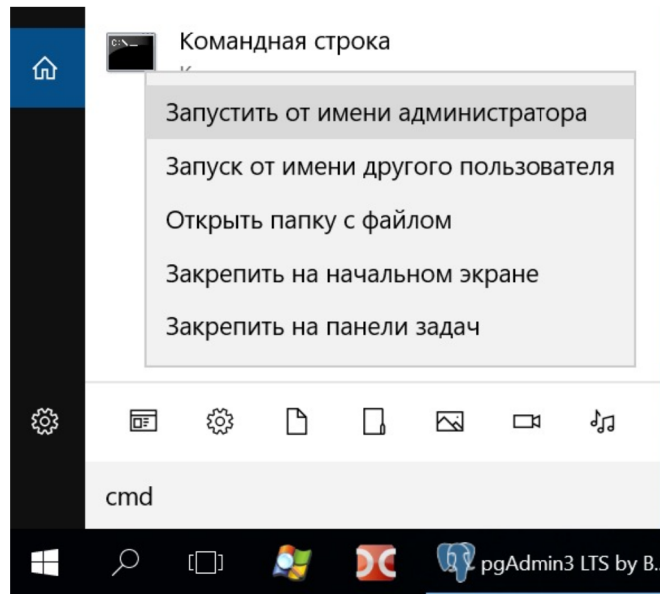 Командная строка
Запустить от имени администратора
Запуск от имени другого пользователя
Открыть папку с файлом
Закрепить на начальном экране
Закрепить на панели задач
cmd
pgAdmin3 LTS by B...